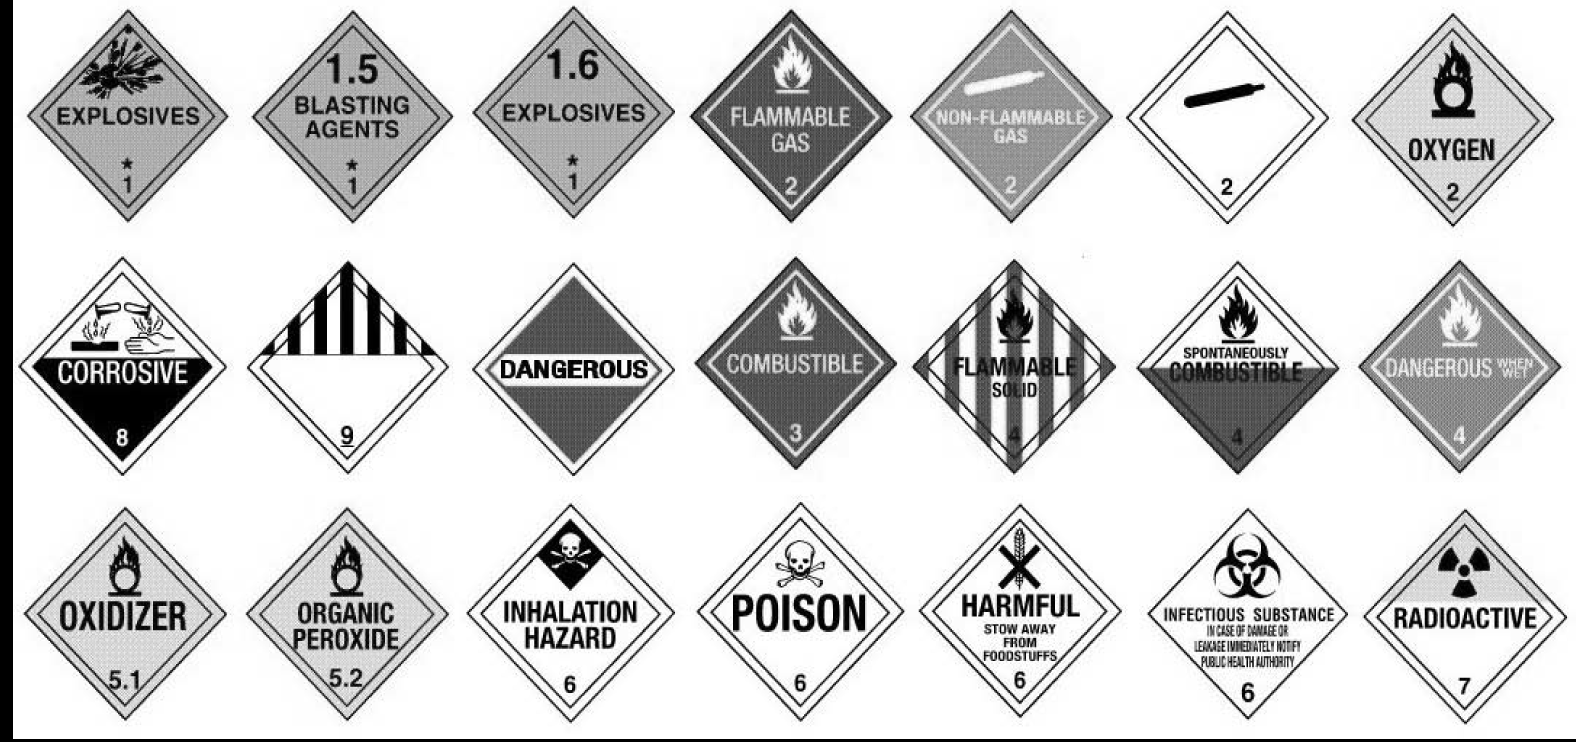 EXPLOSIVES
*
1
1.5
BLASTING
AGENTS
*
1
1.6
EXPLOSIVES
*
1
FLAMMABLE
GAS
2
NON-FLAMMABLE
GAS
2
2
OXYGEN
2
CORROSIVE
8
9
DANGEROUS
COMBUSTIBLE
3
FLAMMABLE
SOLID
4
SPONTANEOUSLY
COMBUSTIBLE
4
DANGEROUS WHEN WET
4
OXIDIZER
5.1
ORGANIC
PEROXIDE
5.2
INHALATION
HAZARD
6
POISON
6
HARMFUL
STOW AWAY
FROM
FOODSTUFFS
6
INFECTIOUS SUBSTANCE
IN CASE OF DAMAGE OR
LEAKAGE IMMEDIATELY NOTIFY
PUBLIC HEALTH AUTHORITY
6
RADIOACTIVE
7